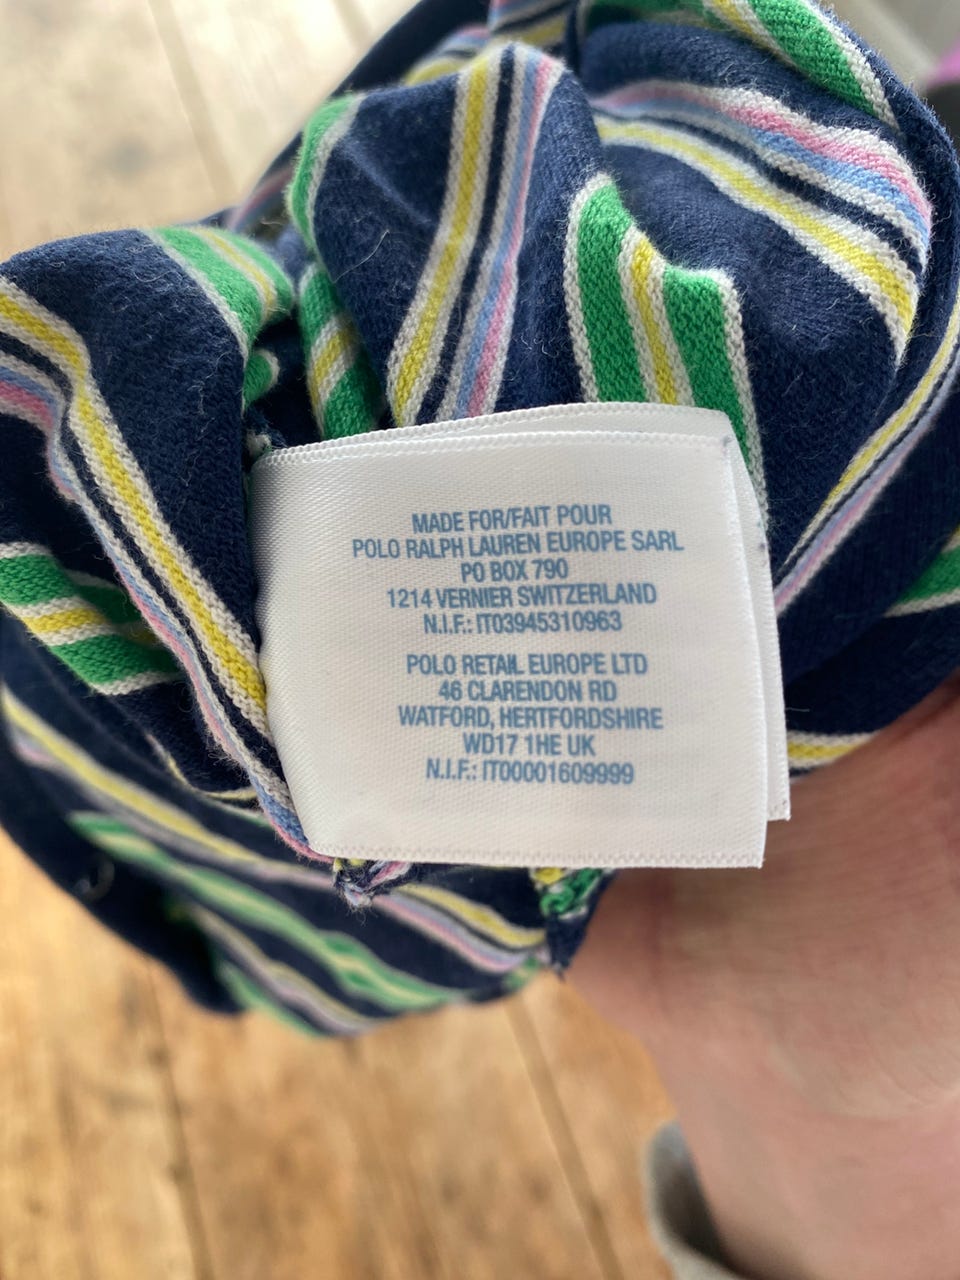 MADE FOR/FAIT POUR
POLO RALPH LAUREN EUROPE SARL
PO BOX 790
1214 VERNIER SWITZERLAND
N.I.F.: IT03945310963
POLO RETAIL EUROPE LTD
46 CLARENDON RD
WATFORD, HERTFORDSHIRE
WD17 1HE UK
N.I.F.: IT00001609999